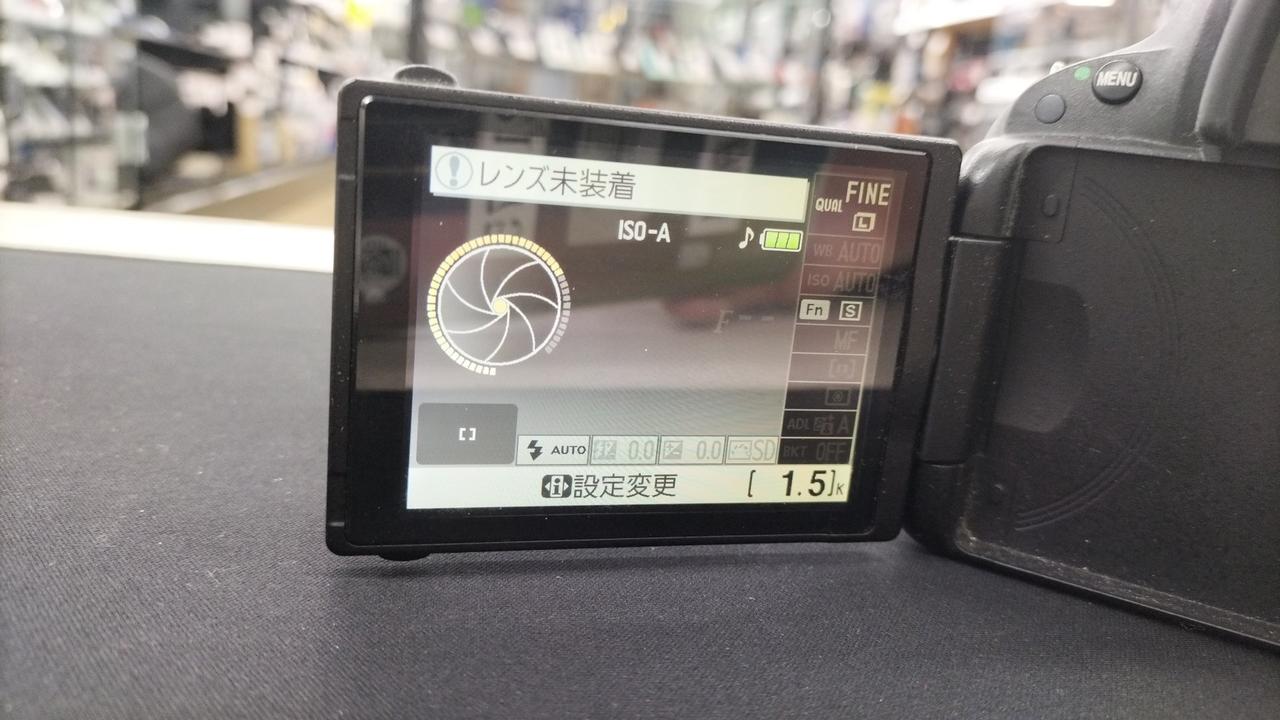 MENU
レンズ未装着
ISO-A
QUAL FINE
L
WB AUTO
ISO AUTO
Fn S
F--
MF
ADL A
BKT OFF
AUTO 0.0 0.0 SD
i 設定変更 [ 1.5]K